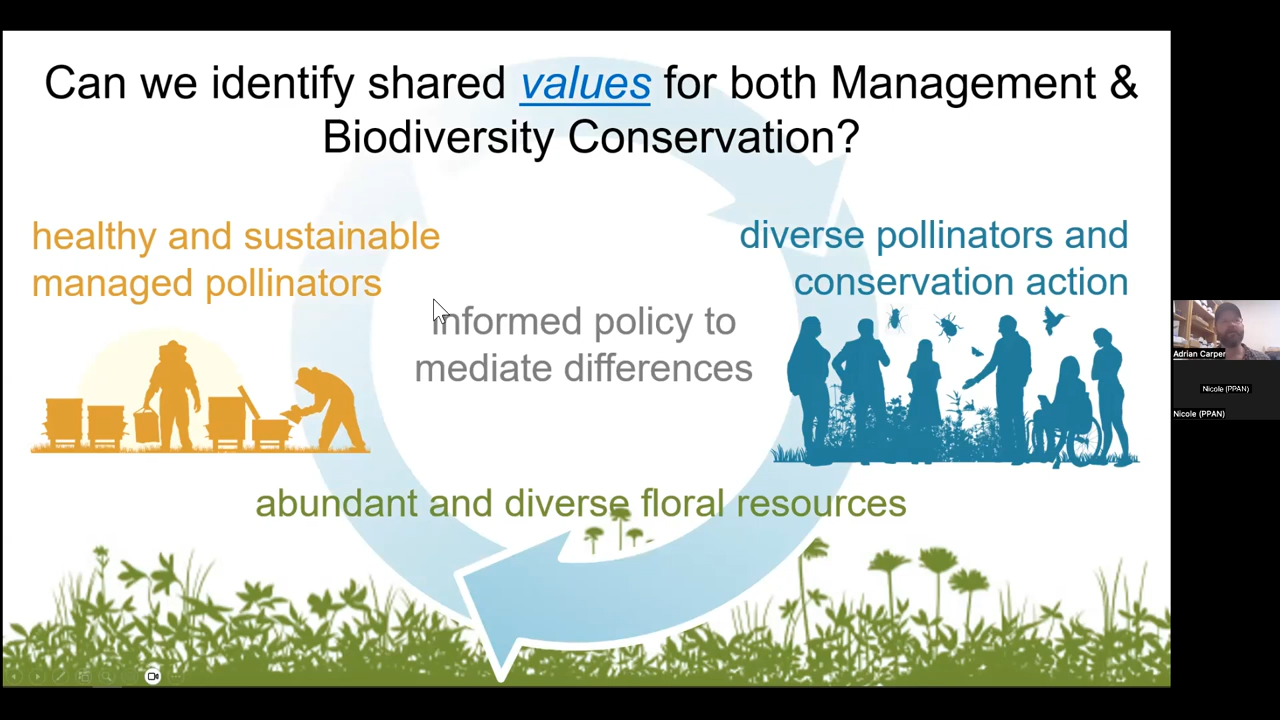 Can we identify shared values for both Management &
Biodiversity Conservation?
healthy and sustainable
managed pollinators
diverse pollinators and
conservation action
informed policy to
mediate differences
abundant and diverse floral resources
Adrian Carper
Nicole (PPAN)
Nicole (PPAN)